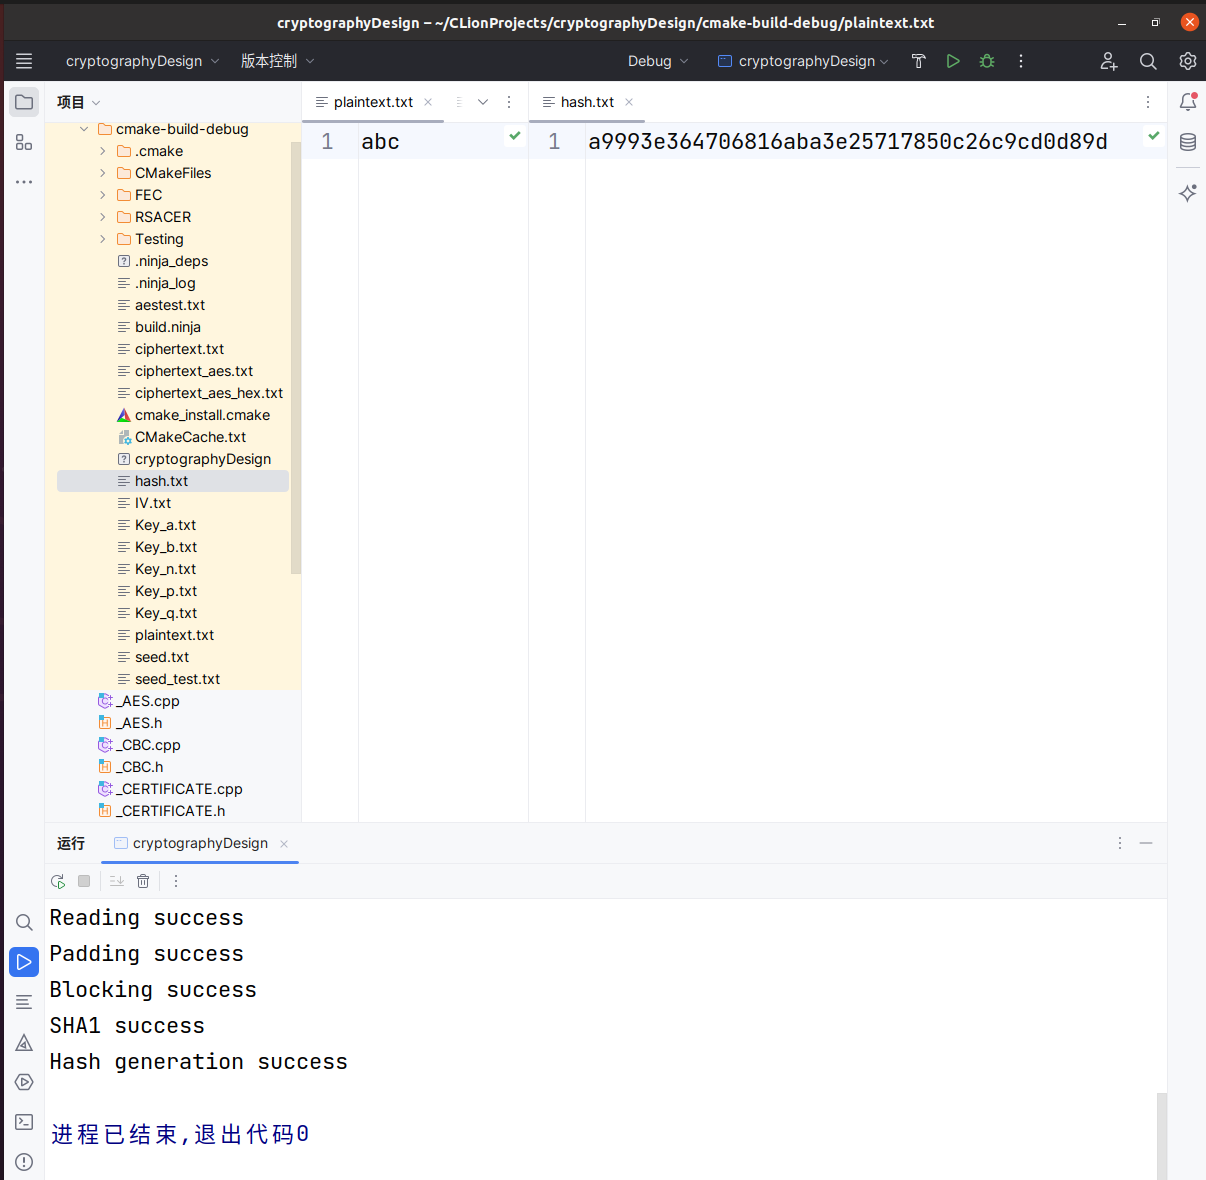 cryptographyDesign – ~/CLionProjects/cryptographyDesign/cmake-build-debug/plaintext.txt
cryptographyDesign 版本控制 Debug cryptographyDesign
项目
plaintext.txt
hash.txt
1 abc
1 a9993e364706816aba3e25717850c26c9cd0d89d
cmake-build-debug
.cmake
CMakeFiles
FEC
RSACER
Testing
.ninja_deps
.ninja_log
aestest.txt
build.ninja
ciphertext.txt
ciphertext_aes.txt
ciphertext_aes_hex.txt
cmake_install.cmake
CMakeCache.txt
cryptographyDesign
hash.txt
IV.txt
Key_a.txt
Key_b.txt
Key_n.txt
Key_p.txt
Key_q.txt
plaintext.txt
seed.txt
seed_test.txt
_AES.cpp
_AES.h
_CBC.cpp
_CBC.h
_CERTIFICATE.cpp
_CERTIFICATE.h
运行 cryptographyDesign
Reading success
Padding success
Blocking success
SHA1 success
Hash generation success
进程已结束,退出代码0